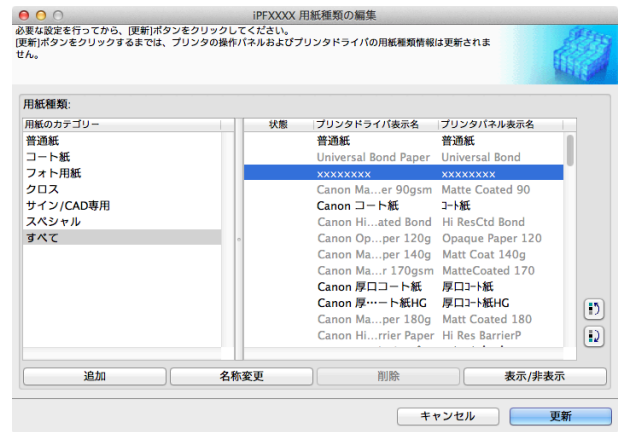 iPFXXXX 用紙種類の編集
必要な設定を行ってから、[更新]ボタンをクリックしてください。
[更新]ボタンをクリックするまでは、プリンタの操作パネルおよびプリンタドライバの用紙種類情報は更新されま
せん。
用紙種類:
用紙のカテゴリー 状態 プリンタドライバ表示名 プリンタパネル表示名
普通紙 普通紙 普通紙
コート紙 Universal Bond Paper Universal Bond
フォト用紙 xxxxxxxx xxxxxxxx
クロス Canon Ma...er 90gsm Matte Coated 90
サイン/CAD専用 Canon コート紙 コート紙
スペシャル Canon Hi...ated Bond Hi ResCtd Bond
すべて Canon Op...per 120g Opaque Paper 120
Canon Ma...per 140g Matt Coat 140g
Canon Ma...r 170gsm MatteCoated 170
Canon 厚口コート紙 厚口コート紙
Canon 厚…ート紙HG 厚口コート紙HG
Canon Ma...per 180g Matt Coated 180
Canon Hi...rrier Paper Hi Res BarrierP
追加 名称変更 削除 表示/非表示
キャンセル 更新